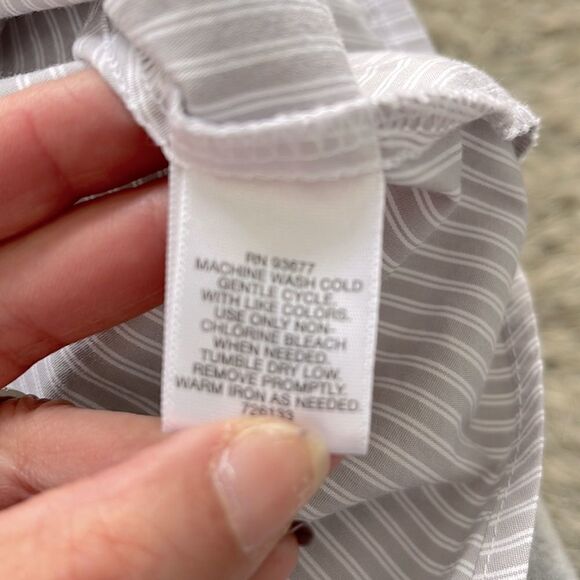 RN 93677
MACHINE WASH COLD
GENTLE CYCLE.
WITH LIKE COLORS.
USE ONLY NON-
CHLORINE BLEACH
WHEN NEEDED.
TUMBLE DRY LOW.
REMOVE PROMPTLY.
WARM IRON AS NEEDED
726133